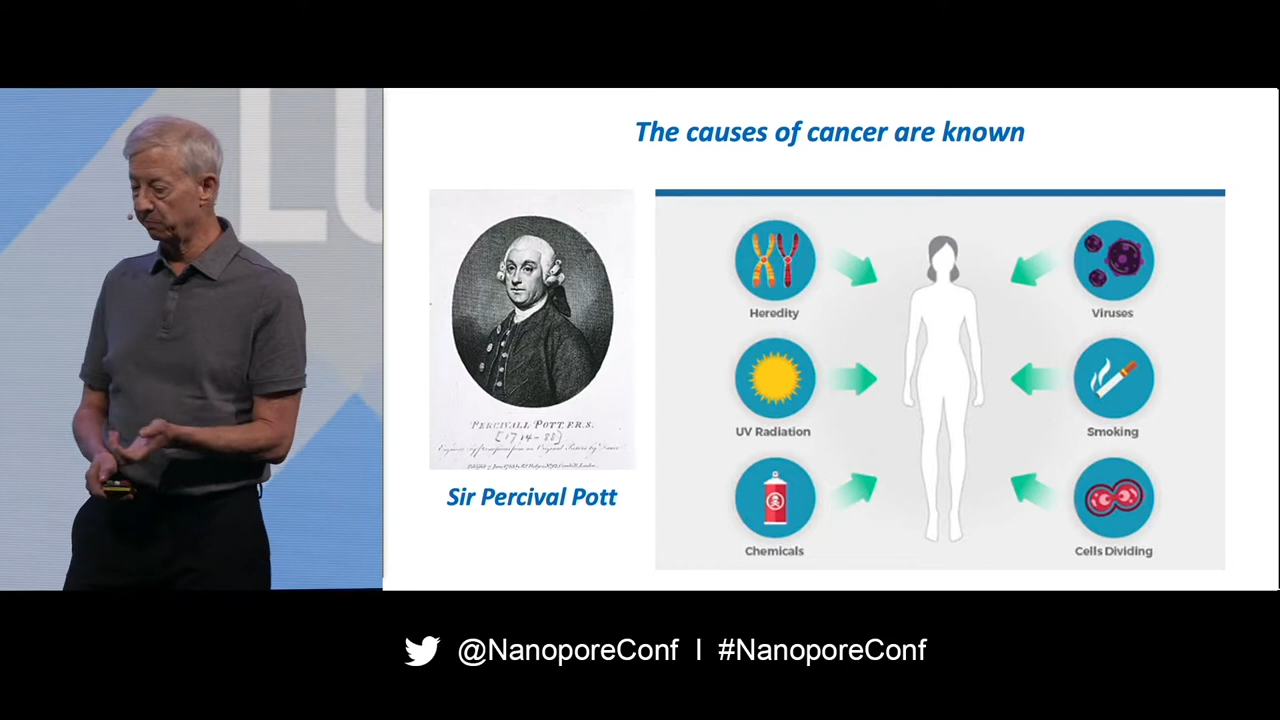 LU
The causes of cancer are known
PERCIVALL POTT, F.R.S.
[1714-88]
Sir Percival Pott
Heredity
Viruses
UV Radiation
Smoking
Chemicals
Cells Dividing
@NanoporeConf | #NanoporeConf